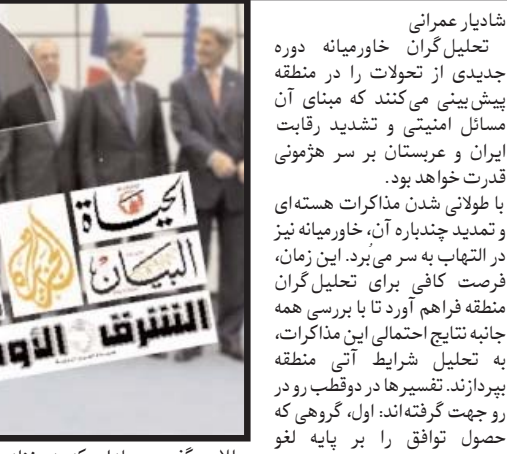 شادیار عمرانی
تحلیل‌گران خاورمیانه دوره
جدیدی از تحولات را در منطقه
پیش‌بینی می‌کنند که مبنای آن
مسائل امنیتی و تشدید رقابت
ایران و عربستان بر سر هژمونی
قدرت خواهد بود.
با طولانی شدن مذاکرات هسته‌ای
و تمدید چندباره آن، خاورمیانه نیز
در التهاب به سر می‌بُرد. این زمان،
فرصت کافی برای تحلیل‌گران
منطقه فراهم آورد تا با بررسی همه
جانبه نتایج احتمالی این مذاکرات،
به تحلیل شرایط آتی منطقه
بپردازند. تفسیرها در دوقطب رو در
رو جهت گرفته‌اند: اول، گروهی که
حصول توافق را بر پایه لغو
الحياة
الجزيرة
البيان
الشرق الأو